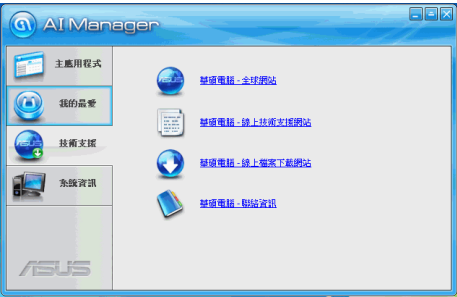 AI Manager
主應用程式
我的最愛
技術支援
系統資訊
華碩電腦 - 全球網站
華碩電腦 - 線上技術支援網站
華碩電腦 - 線上檔案下載網站
華碩電腦 - 聯絡資訊
ASUS